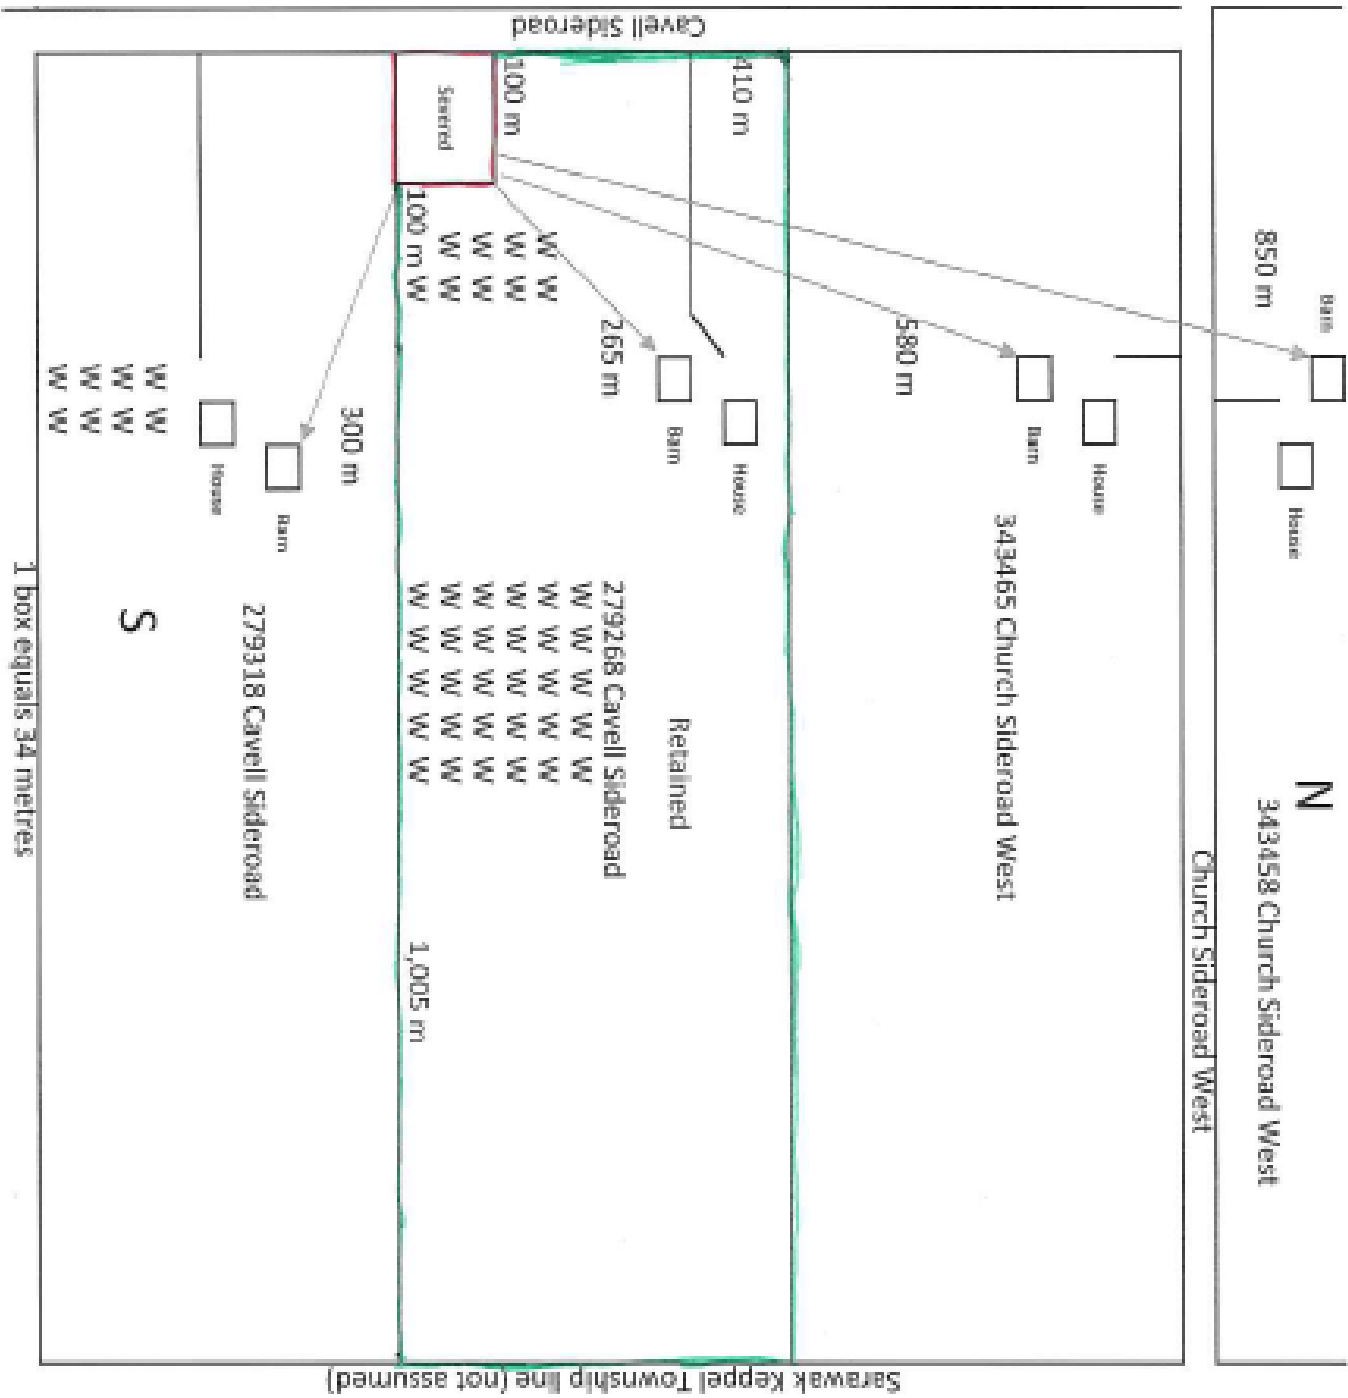 Cavell Sideroad
Severed
100 m
410 m
100 m
W W W W
W W W W W
265 m
580 m
850 m
Barn
Barn
House
Barn
House
House
300 m
House
Barn
W W W W
W W W W
S
N
279318 Cavell Sideroad
279268 Cavell Sideroad
Retained
343465 Church Sideroad West
343458 Church Sideroad West
Church Sideroad West
W W W W W W
W W W W W W
W W W W W W
W W W W W W
W W W W W W
1,005 m
1 box equals 34 metres
Sarawak Keppel Township line (not assumed)